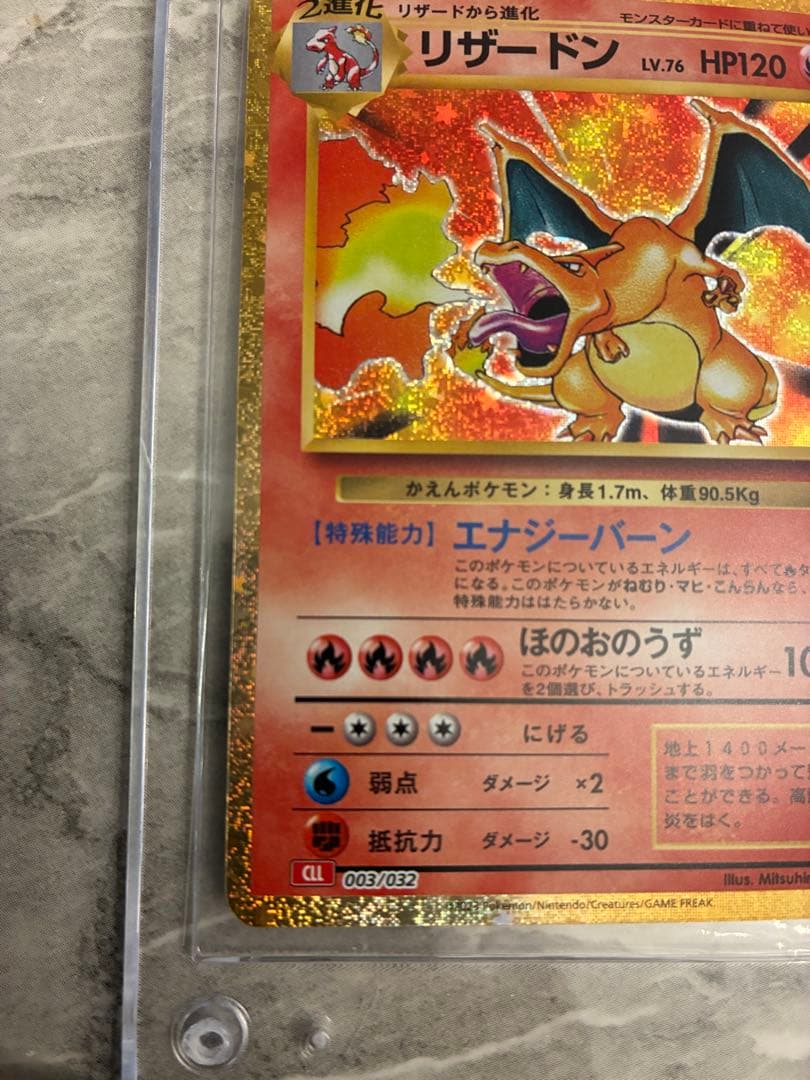 2進化 リザードから進化
モンスターカードに重ねて使い
リザードン LV.76 HP120
かえんポケモン：身長1.7m、体重90.5Kg
【特殊能力】 エナジーバーン
このポケモンについているエネルギーは、すべて タ
になる。このポケモンがねむり・マヒ・こんらんなら、
特殊能力ははたらかない。
ほのおのうず 10
このポケモンについているエネルギー
を2個選び、トラッシュする。
にげる
弱点 ダメージ ×2
抵抗力 ダメージ -30
地上1400メー
まで羽をつかって
ことができる。高
炎をはく。
CLL 003/032
Illus. Mitsuhi
©2023 Pokémon/Nintendo/Creatures/GAME FREAK